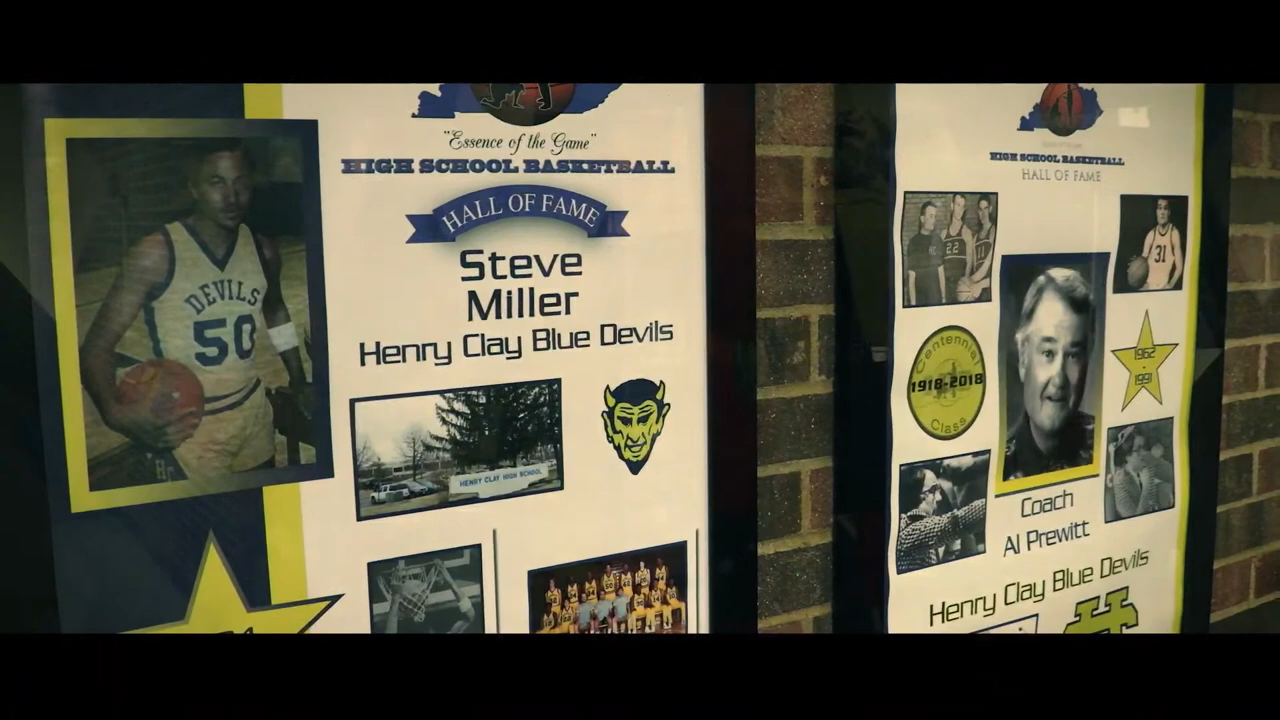 "Essence of the Game"
HIGH SCHOOL BASKETBALL
HALL OF FAME
Steve
Miller
Henry Clay Blue Devils
DEVILS
50
HENRY CLAY HIGH SCHOOL
HIGH SCHOOL BASKETBALL
HALL OF FAME
22
11
31
Centennial
1918-2018
Class
1962
1991
Coach
Al Prewitt
Henry Clay Blue Devils